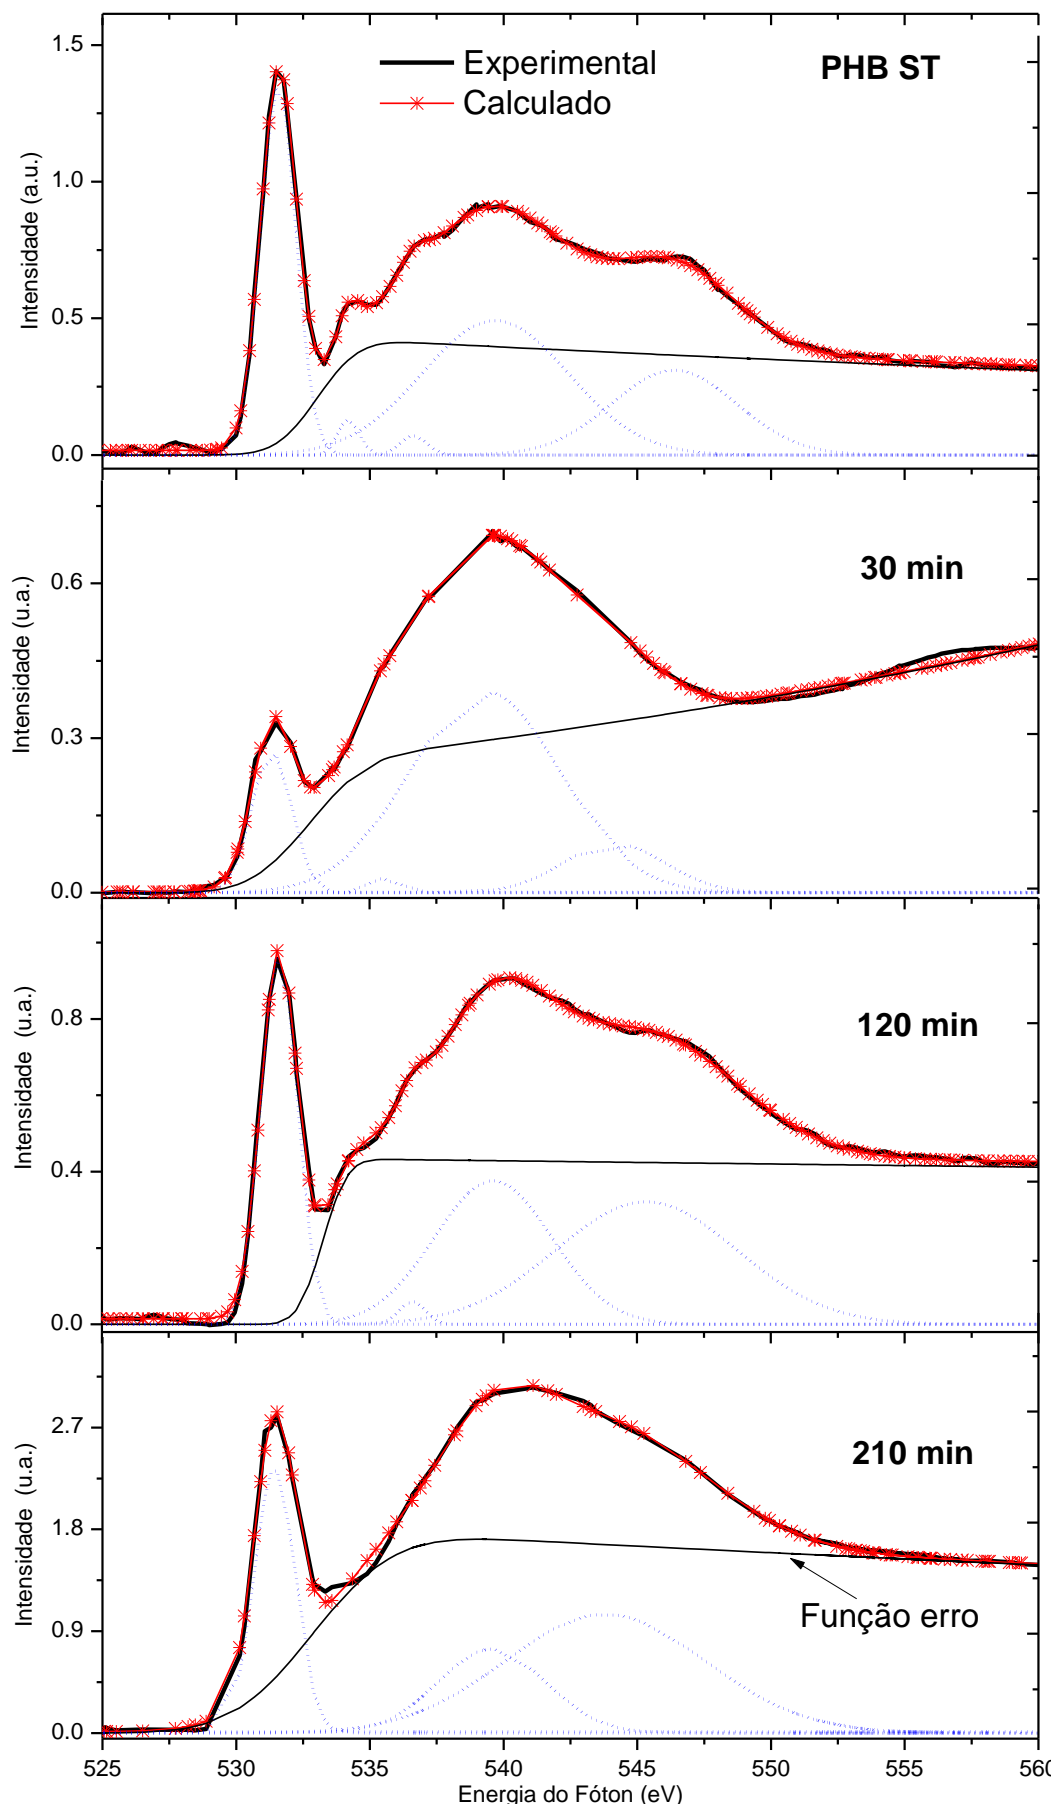 1.5
Experimental
PHB ST
Calculado
1.0
0.5
0.0
Intensidade (a.u.)
30 min
0.6
0.3
0.0
Intensidade (u.a.)
120 min
0.8
0.4
0.0
Intensidade (u.a.)
210 min
2.7
1.8
Função erro
0.9
0.0
Intensidade (u.a.)
525 530 535 540 545 550 555 560
Energia do Fóton (eV)